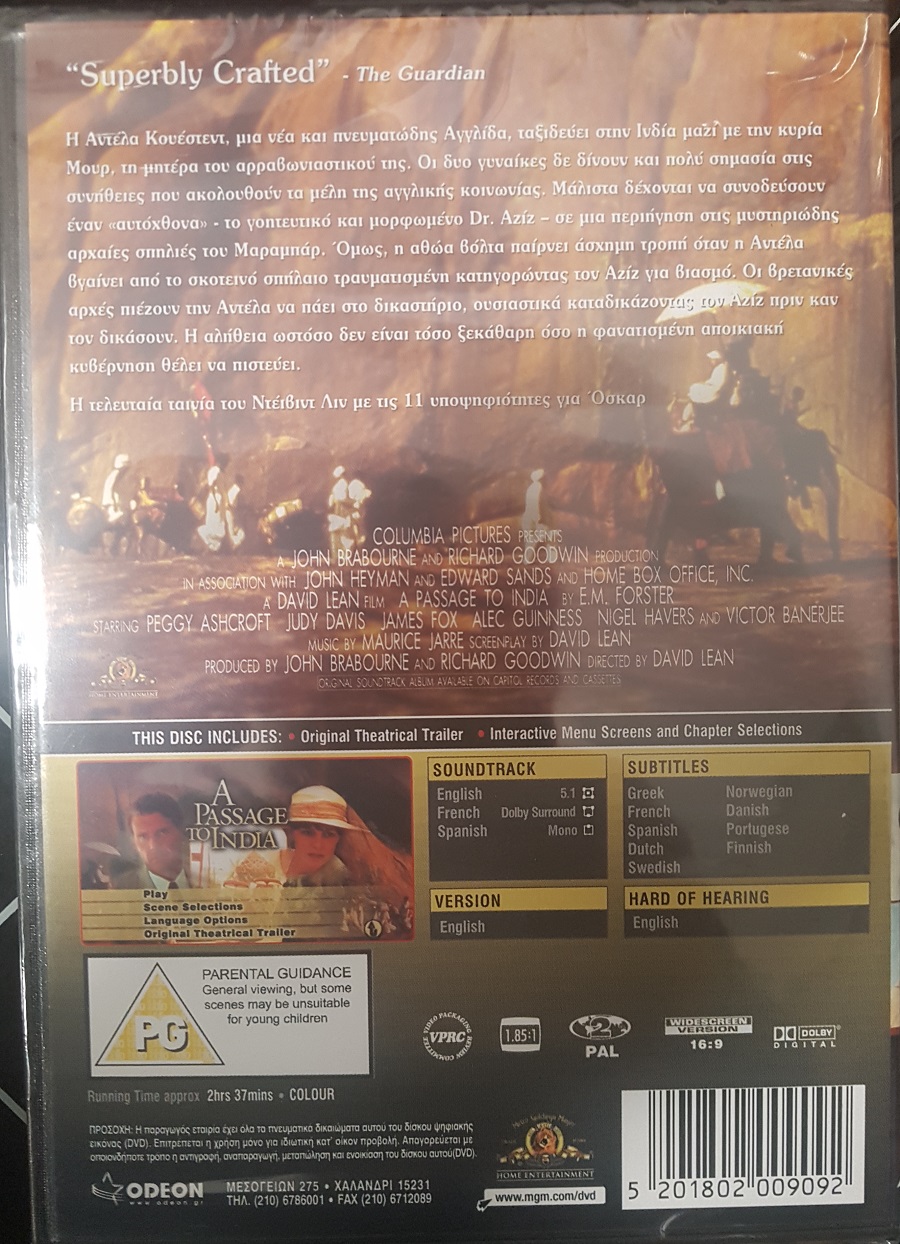 “Superbly Crafted” - The Guardian
Η Αντέλα Κουέστεντ, μια νέα και πνευματώδης Αγγλίδα, ταξιδεύει στην Ινδία μαζί με την κυρία
Μουρ, τη μητέρα του αρραβωνιαστικού της. Οι δυο γυναίκες δε δίνουν και πολύ σημασία στις
συνήθειες που ακολουθούν τα μέλη της αγγλικής κοινωνίας. Μάλιστα δέχονται να συνοδεύσουν
έναν «αυτόχθονα» - το γοητευτικό και μορφωμένο Dr. Αζίζ – σε μια περιήγηση στις μυστηριώδης
αρχαίες σπηλιές του Μαραμπάρ. Όμως, η αθώα βόλτα παίρνει άσχημη τροπή όταν η Αντέλα
βγαίνει από το σκοτεινό σπήλαιο τραυματισμένη κατηγορώντας τον Αζίζ για βιασμό. Οι βρετανικές
αρχές πιέζουν την Αντέλα να πάει στο δικαστήριο, ουσιαστικά καταδικάζοντας τον Αζίζ πριν καν
τον δικάσουν. Η αλήθεια ωστόσο δεν είναι τόσο ξεκάθαρη όσο η φανατισμένη αποικιακή
κυβέρνηση θέλει να πιστεύει.
Η τελευταία ταινία του Ντέιβιντ Λιν με τις 11 υποψηφιότητες για Όσκαρ
COLUMBIA PICTURES PRESENTS
A JOHN BRABOURNE AND RICHARD GOODWIN PRODUCTION
IN ASSOCIATION WITH JOHN HEYMAN AND EDWARD SANDS AND HOME BOX OFFICE, INC.
A DAVID LEAN FILM A PASSAGE TO INDIA BY E.M. FORSTER
STARRING PEGGY ASHCROFT JUDY DAVIS JAMES FOX ALEC GUINNESS NIGEL HAVERS AND VICTOR BANERJEE
MUSIC BY MAURICE JARRE SCREENPLAY BY DAVID LEAN
PRODUCED BY JOHN BRABOURNE AND RICHARD GOODWIN DIRECTED BY DAVID LEAN
ORIGINAL SOUNDTRACK ALBUM AVAILABLE ON CAPITOL RECORDS AND CASSETTES
HOME ENTERTAINMENT
THIS DISC INCLUDES: • Original Theatrical Trailer • Interactive Menu Screens and Chapter Selections
A
PASSAGE
TO INDIA
Play
Scene Selections
Language Options
Original Theatrical Trailer
SOUNDTRACK
English 5.1
French Dolby Surround
Spanish Mono
VERSION
English
SUBTITLES
Greek Norwegian
French Danish
Spanish Portugese
Dutch Finnish
Swedish
HARD OF HEARING
English
PG
PARENTAL GUIDANCE
General viewing, but some
scenes may be unsuitable
for young children
VIDEO PACKAGING REVIEW COMMITTEE
VPRC
1.85:1
2
PAL
WIDESCREEN
VERSION
16:9
DOLBY
DIGITAL
Running Time approx 2hrs 37mins • COLOUR
ΠΡΟΣΟΧΗ: Η παραγωγός εταιρία έχει όλα τα πνευματικά δικαιώματα αυτού του δίσκου ψηφιακής
εικόνας (DVD). Επιτρέπεται η χρήση μόνο για ιδιωτική κατ' οίκον προβολή. Απαγορεύεται με
οποιονδήποτε τρόπο η αντιγραφή, αναπαραγωγή, μεταπώληση και ενοικίαση του δίσκου αυτού(DVD).
ODEON
www.odeon.gr
ΜΕΣΟΓΕΙΩΝ 275 • ΧΑΛΑΝΔΡΙ 15231
ΤΗΛ. (210) 6786001 • FAX (210) 6712089
Metro Goldwyn Mayer
HOME ENTERTAINMENT
www.mgm.com/dvd
5 201802 009092